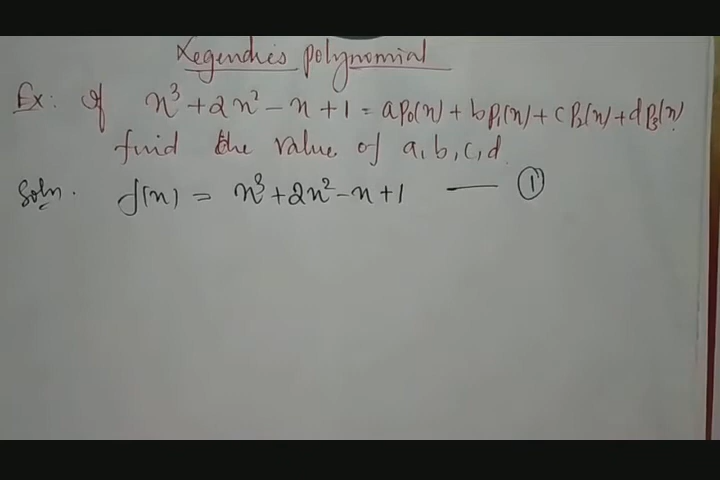 Legendre's polynomial
Ex: If x³ + 2x² - x + 1 = aP₀(x) + bP₁(x) + cP₂(x) + dP₃(x)
find the value of a, b, c, d.
Soln. f(x) = x³ + 2x² - x + 1 —— ①